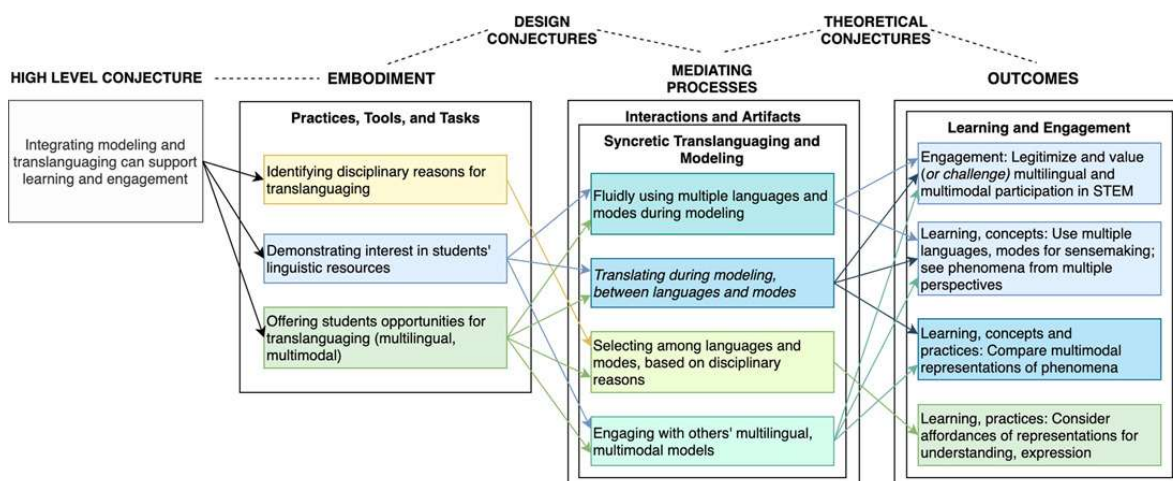 DESIGN
CONJECTURES
THEORETICAL
CONJECTURES
HIGH LEVEL CONJECTURE
EMBODIMENT
MEDIATING
PROCESSES
OUTCOMES
Integrating modeling and
translanguaging can support
learning and engagement
Practices, Tools, and Tasks
Identifying disciplinary reasons for
translanguaging
Demonstrating interest in students'
linguistic resources
Offering students opportunities for
translanguaging (multilingual,
multimodal)
Interactions and Artifacts
Syncretic Translanguaging and
Modeling
Fluidly using multiple languages and
modes during modeling
Translating during modeling,
between languages and modes
Selecting among languages and
modes, based on disciplinary
reasons
Engaging with others' multilingual,
multimodal models
Learning and Engagement
Engagement: Legitimize and value
(or challenge) multilingual and
multimodal participation in STEM
Learning, concepts: Use multiple
languages, modes for sensemaking;
see phenomena from multiple
perspectives
Learning, concepts and
practices: Compare multimodal
representations of phenomena
Learning, practices: Consider
affordances of representations for
understanding, expression